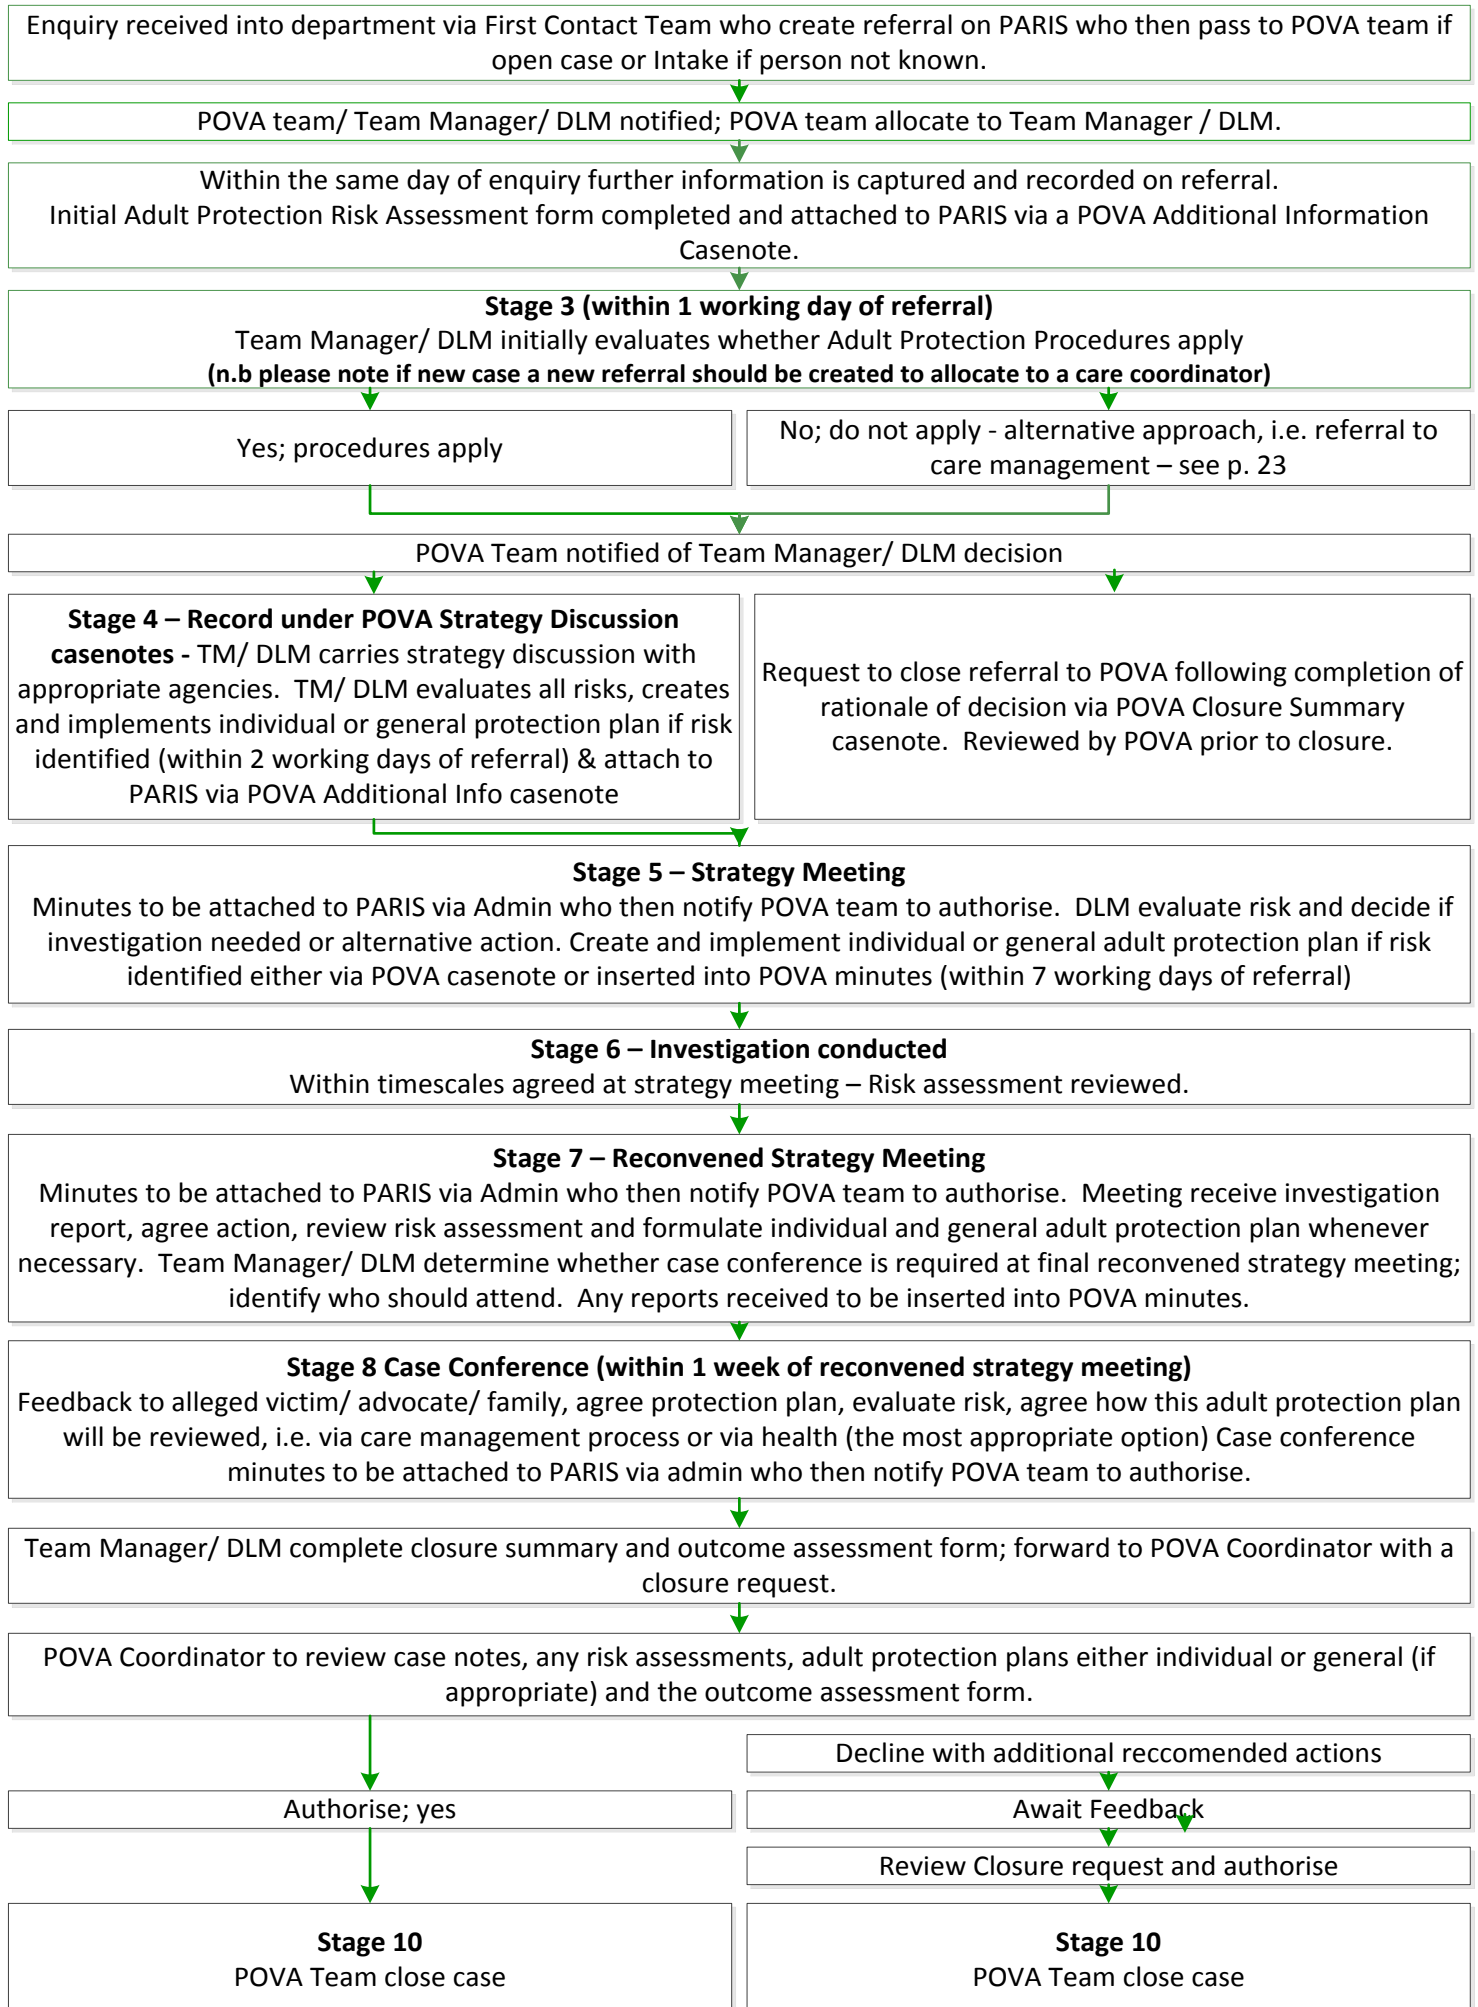 Enquiry received into department via First Contact Team who create referral on PARIS who then pass to POVA team if
open case or Intake if person not known.
POVA team/ Team Manager/ DLM notified; POVA team allocate to Team Manager / DLM.
Within the same day of enquiry further information is captured and recorded on referral.
Initial Adult Protection Risk Assessment form completed and attached to PARIS via a POVA Additional Information
Casenote.
Stage 3 (within 1 working day of referral)
Team Manager/ DLM initially evaluates whether Adult Protection Procedures apply
(n.b please note if new case a new referral should be created to allocate to a care coordinator)
Yes; procedures apply
No; do not apply - alternative approach, i.e. referral to
care management – see p. 23
POVA Team notified of Team Manager/ DLM decision
Stage 4 – Record under POVA Strategy Discussion
casenotes - TM/ DLM carries strategy discussion with
appropriate agencies.  TM/ DLM evaluates all risks, creates
and implements individual or general protection plan if risk
identified (within 2 working days of referral) & attach to
PARIS via POVA Additional Info casenote
Request to close referral to POVA following completion of
rationale of decision via POVA Closure Summary
casenote.  Reviewed by POVA prior to closure.
Stage 5 – Strategy Meeting
Minutes to be attached to PARIS via Admin who then notify POVA team to authorise.  DLM evaluate risk and decide if
investigation needed or alternative action. Create and implement individual or general adult protection plan if risk
identified either via POVA casenote or inserted into POVA minutes (within 7 working days of referral)
Stage 6 – Investigation conducted
Within timescales agreed at strategy meeting – Risk assessment reviewed.
Stage 7 – Reconvened Strategy Meeting
Minutes to be attached to PARIS via Admin who then notify POVA team to authorise.  Meeting receive investigation
report, agree action, review risk assessment and formulate individual and general adult protection plan whenever
necessary.  Team Manager/ DLM determine whether case conference is required at final reconvened strategy meeting;
identify who should attend.  Any reports received to be inserted into POVA minutes.
Stage 8 Case Conference (within 1 week of reconvened strategy meeting)
Feedback to alleged victim/ advocate/ family, agree protection plan, evaluate risk, agree how this adult protection plan
will be reviewed, i.e. via care management process or via health (the most appropriate option) Case conference
minutes to be attached to PARIS via admin who then notify POVA team to authorise.
Team Manager/ DLM complete closure summary and outcome assessment form; forward to POVA Coordinator with a
closure request.
POVA Coordinator to review case notes, any risk assessments, adult protection plans either individual or general (if
appropriate) and the outcome assessment form.
Decline with additional reccomended actions
Authorise; yes
Await Feedback
Review Closure request and authorise
Stage 10
POVA Team close case
Stage 10
POVA Team close case